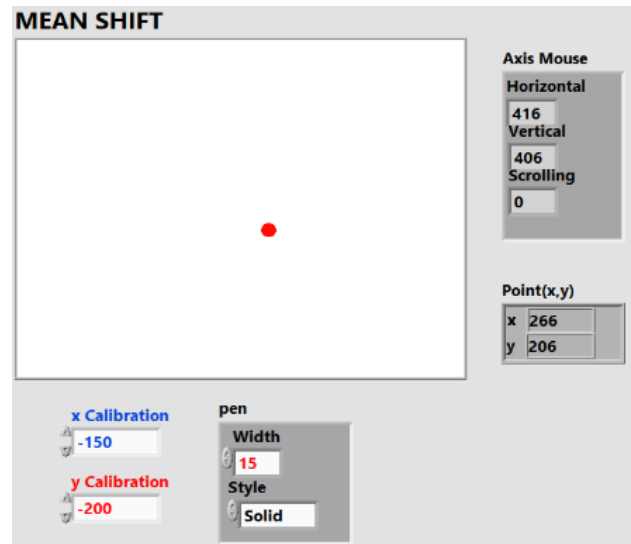 MEAN SHIFT
Axis Mouse
Horizontal
416
Vertical
406
Scrolling
0
Point(x,y)
x 266
y 206
x Calibration
-150
y Calibration
-200
pen
Width
15
Style
Solid